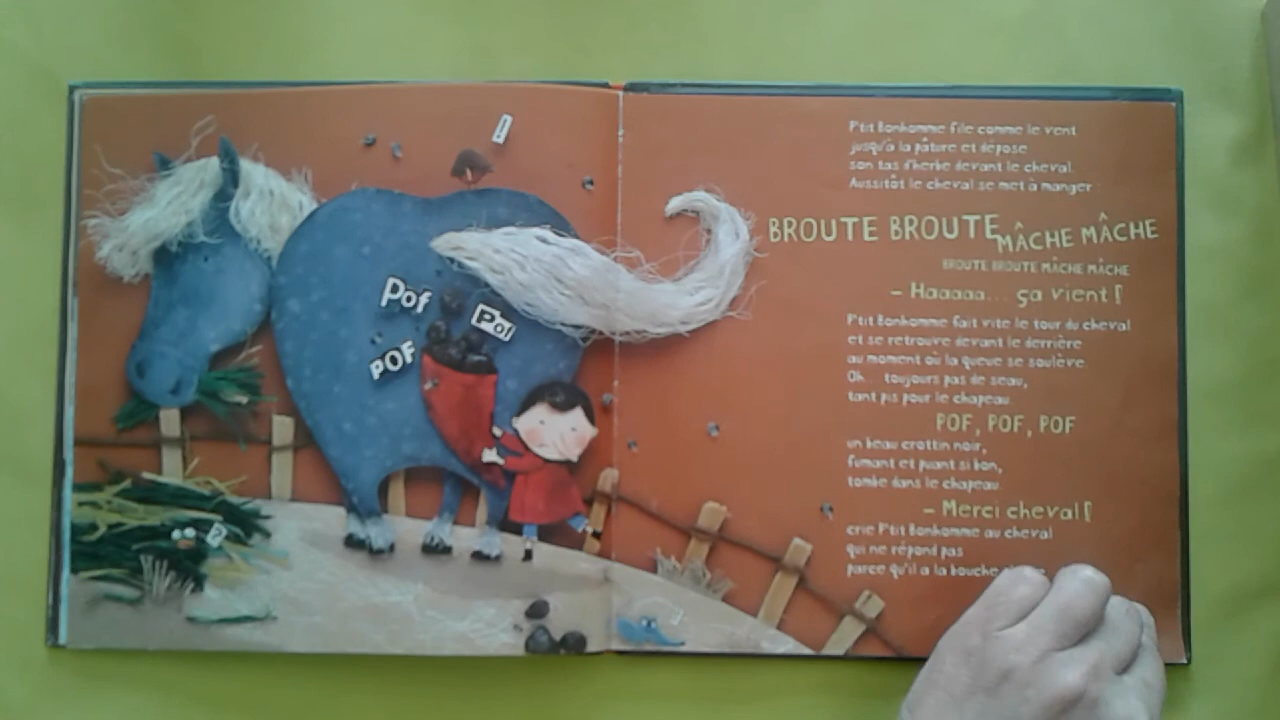 Pof
Pof
POF
P'tit Bonhomme file comme le vent
jusqu'à la pâture et dépose
son tas d'herbe devant le cheval.
Aussitôt le cheval se met à manger
BROUTE BROUTE MÂCHE MÂCHE
BROUTE BROUTE MÂCHE MÂCHE
- Haaaaa... ça vient !
P'tit Bonhomme fait vite le tour du cheval
et se retrouve devant le derrière
au moment où la queue se soulève.
Oh... toujours pas de seau,
tant pis pour le chapeau.
POF, POF, POF
un beau crottin noir,
fumant et puant si bon,
tombe dans le chapeau.
- Merci cheval !
crie P'tit Bonhomme au cheval
qui ne répond pas
parce qu'il a la bouche